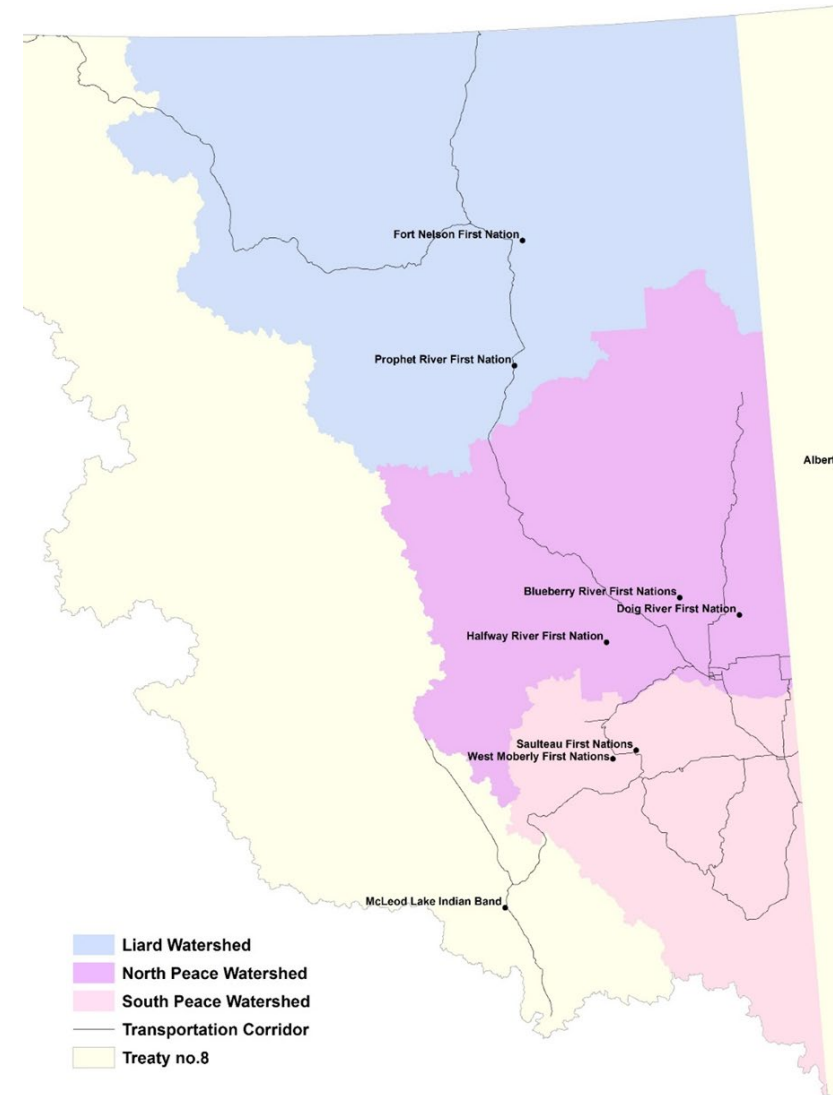 Fort Nelson First Nation
Prophet River First Nation
Albert
Blueberry River First Nations
Doig River First Nation
Halfway River First Nation
Saulteau First Nations
West Moberly First Nations
McLeod Lake Indian Band
Liard Watershed
North Peace Watershed
South Peace Watershed
Transportation Corridor
Treaty no.8